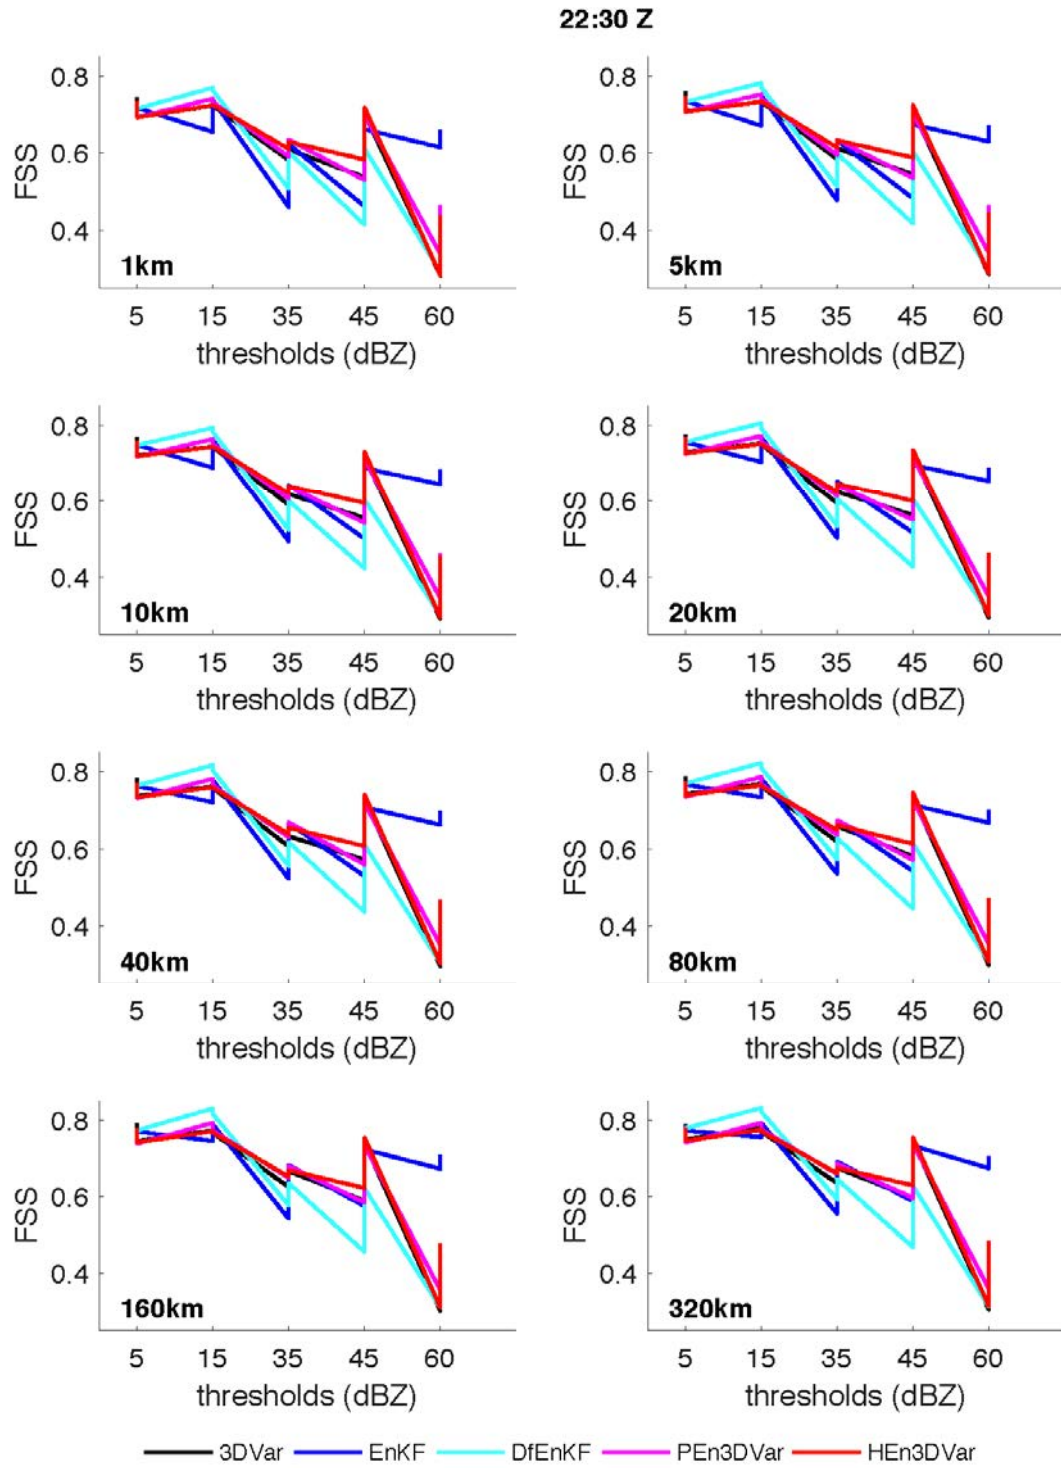 22:30 Z
0.8
0.6
0.4
FSS
1km
5 15 35 45 60
thresholds (dBZ)
0.8
0.6
0.4
FSS
5km
5 15 35 45 60
thresholds (dBZ)
0.8
0.6
0.4
FSS
10km
5 15 35 45 60
thresholds (dBZ)
0.8
0.6
0.4
FSS
20km
5 15 35 45 60
thresholds (dBZ)
0.8
0.6
0.4
FSS
40km
5 15 35 45 60
thresholds (dBZ)
0.8
0.6
0.4
FSS
80km
5 15 35 45 60
thresholds (dBZ)
0.8
0.6
0.4
FSS
160km
5 15 35 45 60
thresholds (dBZ)
0.8
0.6
0.4
FSS
320km
5 15 35 45 60
thresholds (dBZ)
3DVar EnKF DfEnKF PEn3DVar HEn3DVar